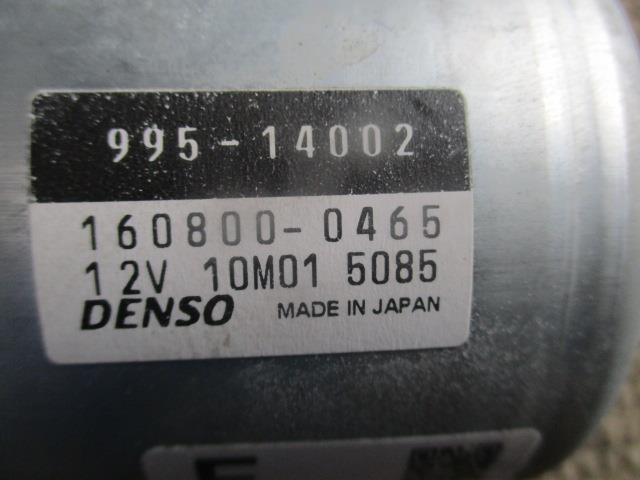 995-14002
160800-0465
12V 10M01 5085
DENSO MADE IN JAPAN